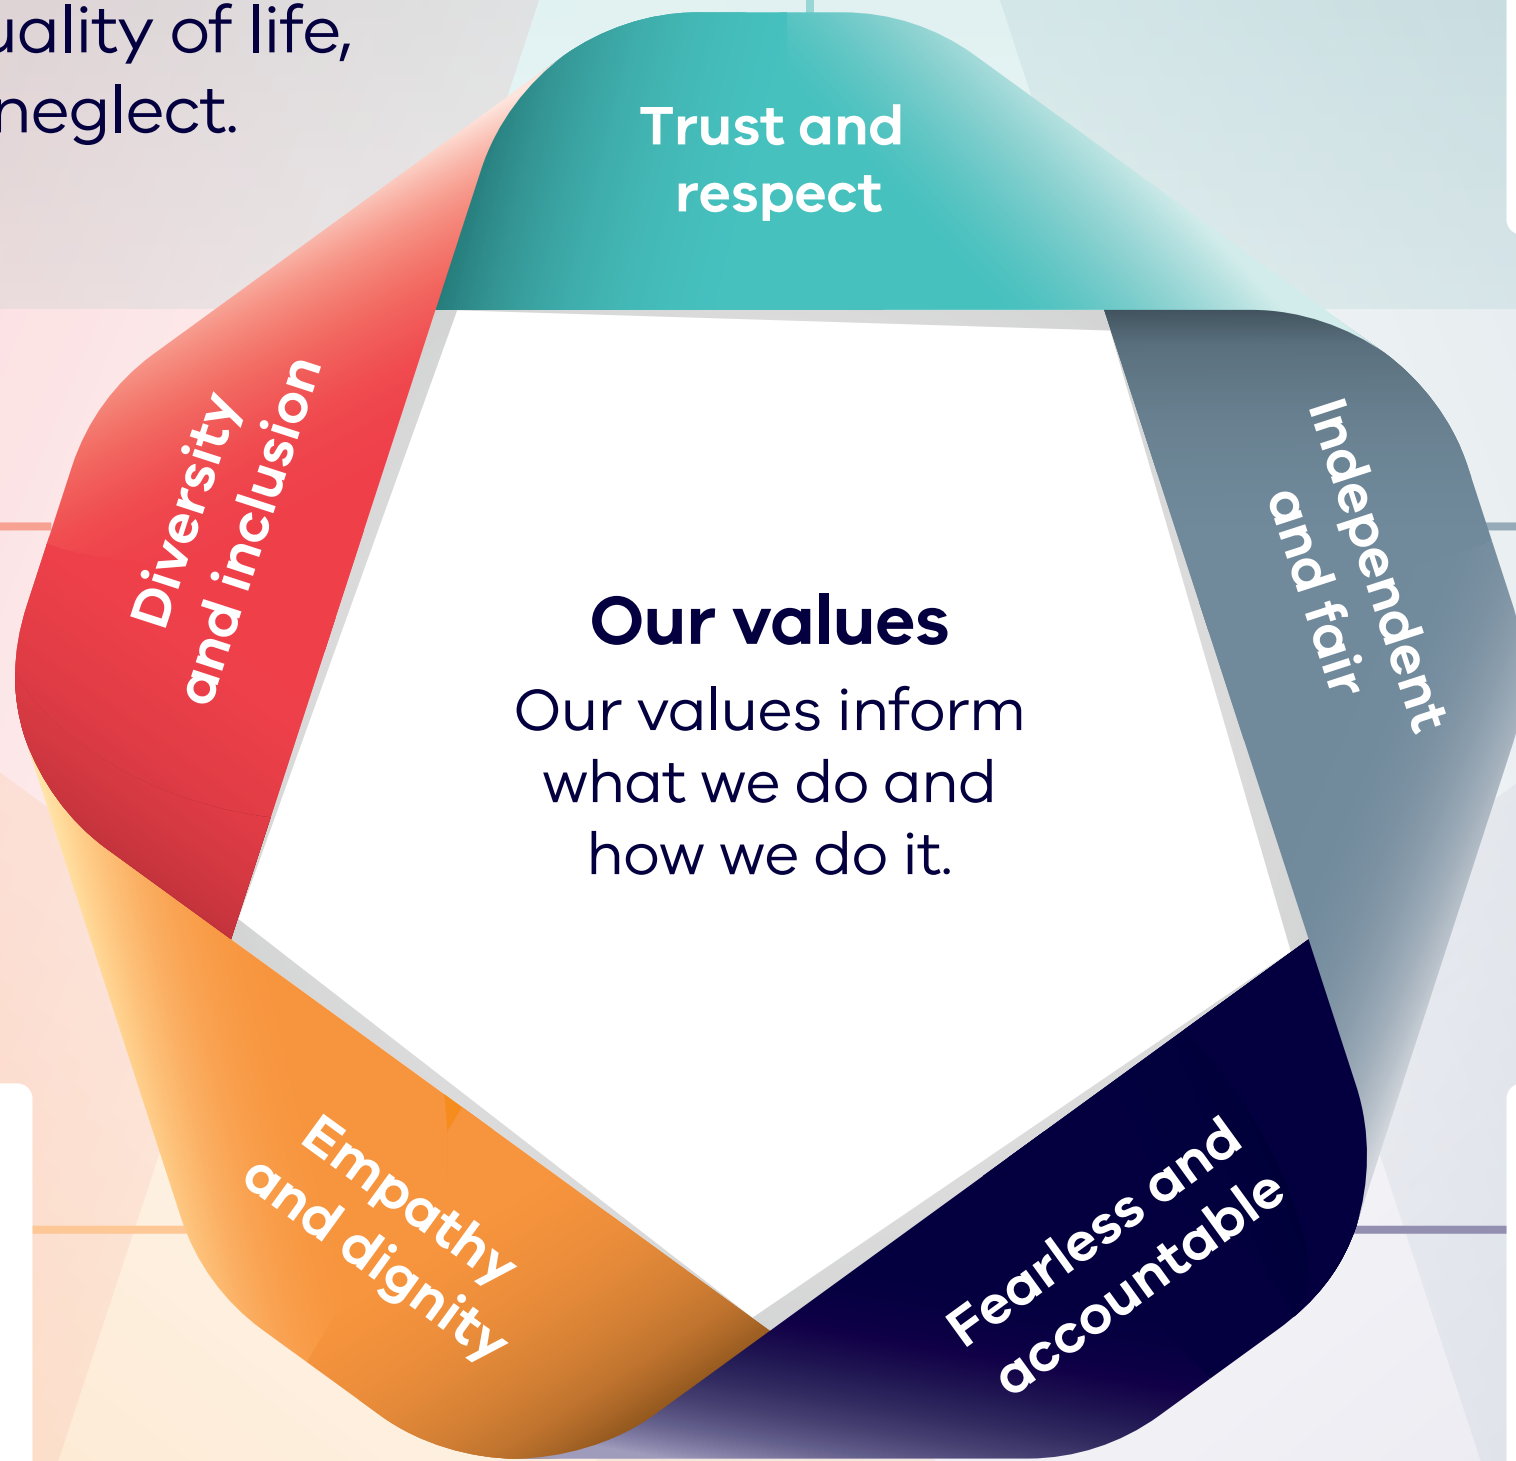 of life,
neglect.
Trust and
respect
Independent
and fair
Fearless and
accountable
Empathy
and dignity
Diversity
and inclusion
Our values
Our values inform
what we do and
how we do it.